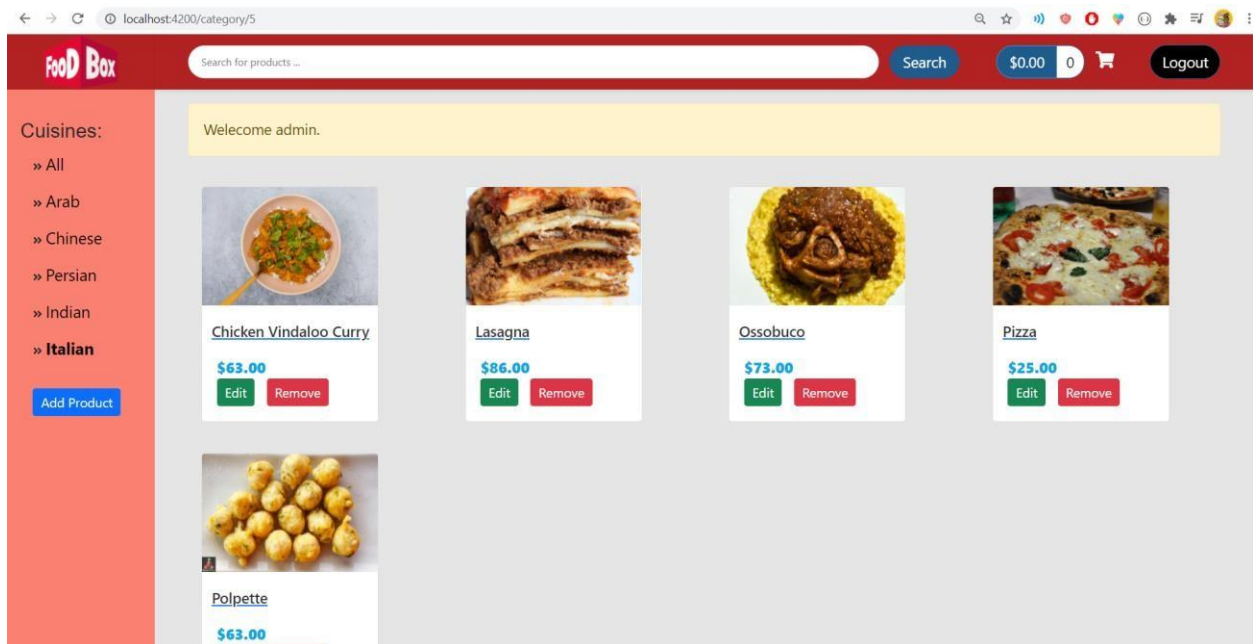 localhost:4200/category/5
FooD Box
Search for products ...
Search
$0.00 0
Logout
Cuisines:
» All
» Arab
» Chinese
» Persian
» Indian
» Italian
Add Product
Welecome admin.
Chicken Vindaloo Curry
$63.00
Edit Remove
Lasagna
$86.00
Edit Remove
Ossobuco
$73.00
Edit Remove
Pizza
$25.00
Edit Remove
Polpette
$63.00